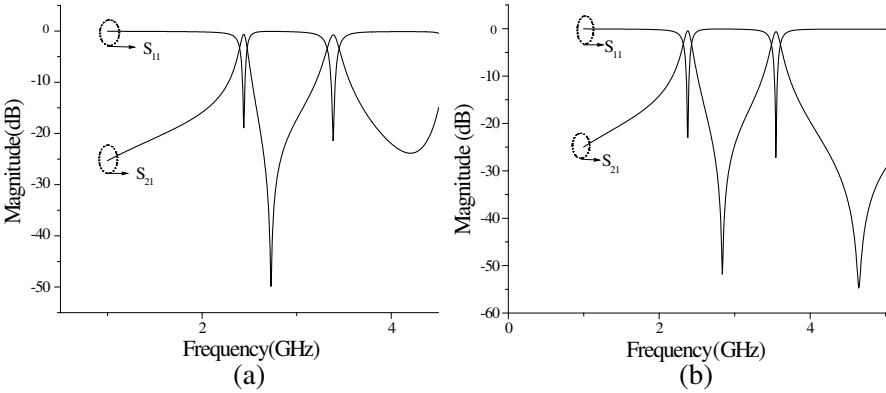 0
-10
-20
-30
-40
-50
Magnitude(dB)
S11
S21
2
4
Frequency(GHz)
(a)
0
-10
-20
-30
-40
-50
-60
Magnitude (dB)
S11
S21
0
2
4
Frequency(GHz)
(b)